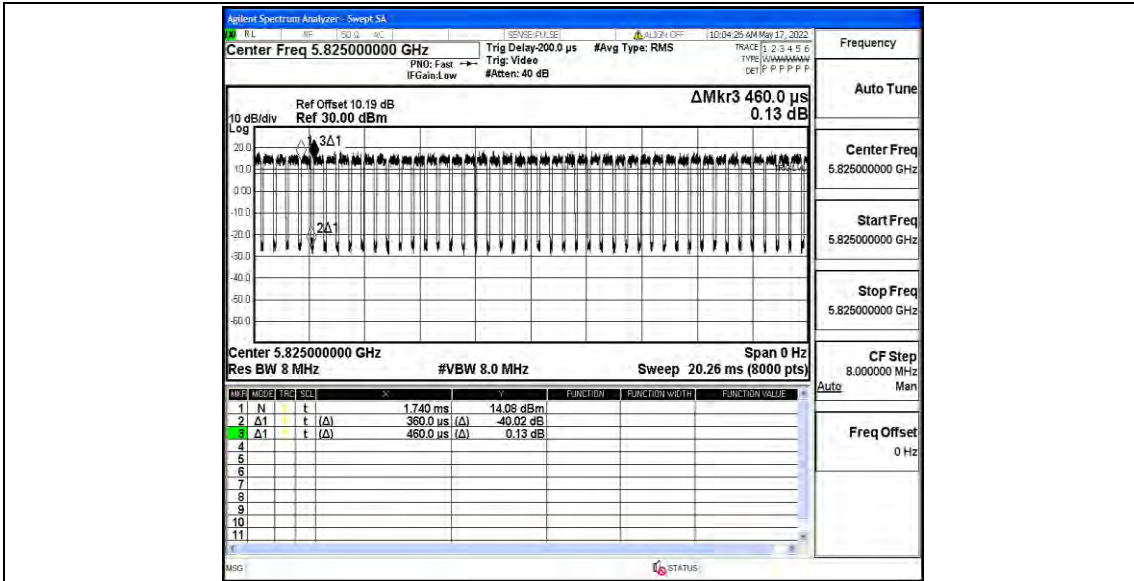 Agilent Spectrum Analyzer - Swept SA
RL RF 50 Ω AC SENSE:PULSE ALIGN OFF 10:04:26 AM May 17, 2022
Center Freq 5.825000000 GHz
PNO: Fast
IFGain:Low
Trig Delay-200.0 µs
Trig: Video
#Atten: 40 dB
#Avg Type: RMS
TRACE 1 2 3 4 5 6
TYPE WWWWWW
DET P P P P P P
Ref Offset 10.19 dB
Ref 30.00 dBm
10 dB/div
Log
ΔMkr3 460.0 µs
0.13 dB
1 3Δ1
2Δ1
TRIG LVL
20.0
10.0
0.00
-10.0
-20.0
-30.0
-40.0
-50.0
-60.0
Center 5.825000000 GHz Span 0 Hz
Res BW 8 MHz #VBW 8.0 MHz Sweep 20.26 ms (8000 pts)
MKR MODE TRC SCL X Y FUNCTION FUNCTION WIDTH FUNCTION VALUE
1 N t 1.740 ms 14.08 dBm
2 Δ1 t (Δ) 360.0 µs (Δ) -40.02 dB
3 Δ1 t (Δ) 460.0 µs (Δ) 0.13 dB
4
5
6
7
8
9
10
11
MSG STATUS
Frequency
Auto Tune
Center Freq
5.825000000 GHz
Start Freq
5.825000000 GHz
Stop Freq
5.825000000 GHz
CF Step
8.000000 MHz
Auto Man
Freq Offset
0 Hz